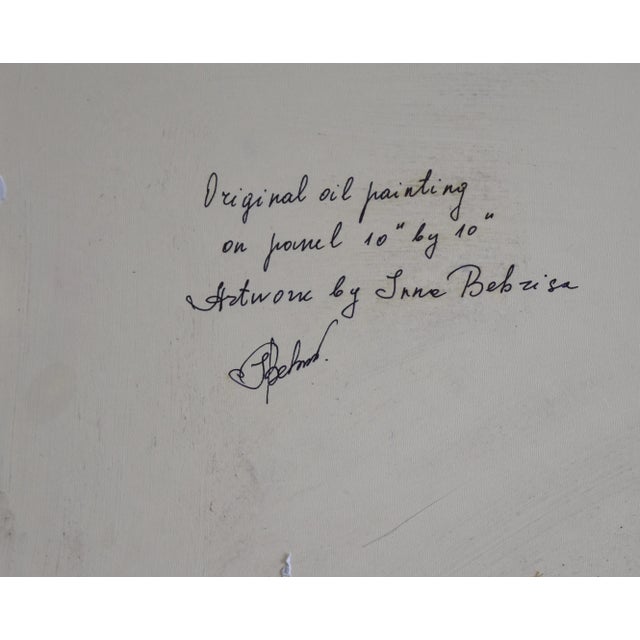 Original oil painting
on panel 10" by 10"
Artwork by Inna Bebrisa